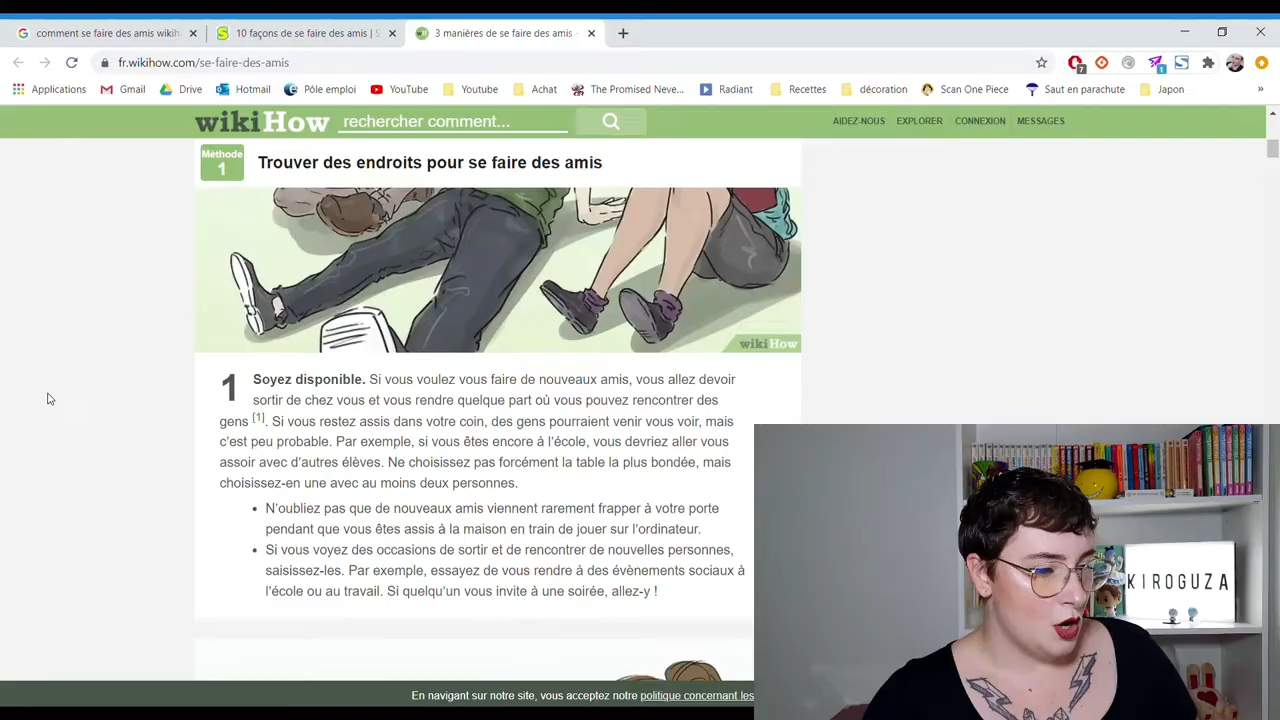 comment se faire des amis wikih
10 façons de se faire des amis | S
3 manières de se faire des amis -
fr.wikihow.com/se-faire-des-amis
7
1
Applications
Gmail
Drive
Hotmail
Pôle emploi
YouTube
Youtube
Achat
The Promised Neve...
Radiant
Recettes
décoration
Scan One Piece
Saut en parachute
Japon
»
wikiHow
rechercher comment...
AIDEZ-NOUS
EXPLORER
CONNEXION
MESSAGES
Méthode
1
Trouver des endroits pour se faire des amis
wikiHow
1
Soyez disponible. Si vous voulez vous faire de nouveaux amis, vous allez devoir
sortir de chez vous et vous rendre quelque part où vous pouvez rencontrer des
gens [1]. Si vous restez assis dans votre coin, des gens pourraient venir vous voir, mais
c'est peu probable. Par exemple, si vous êtes encore à l'école, vous devriez aller vous
assoir avec d'autres élèves. Ne choisissez pas forcément la table la plus bondée, mais
choisissez-en une avec au moins deux personnes.
• N'oubliez pas que de nouveaux amis viennent rarement frapper à votre porte
pendant que vous êtes assis à la maison en train de jouer sur l'ordinateur.
• Si vous voyez des occasions de sortir et de rencontrer de nouvelles personnes,
saisissez-les. Par exemple, essayez de vous rendre à des évènements sociaux à
l'école ou au travail. Si quelqu'un vous invite à une soirée, allez-y !
KIROGUZA
En navigant sur notre site, vous acceptez notre politique concernant les